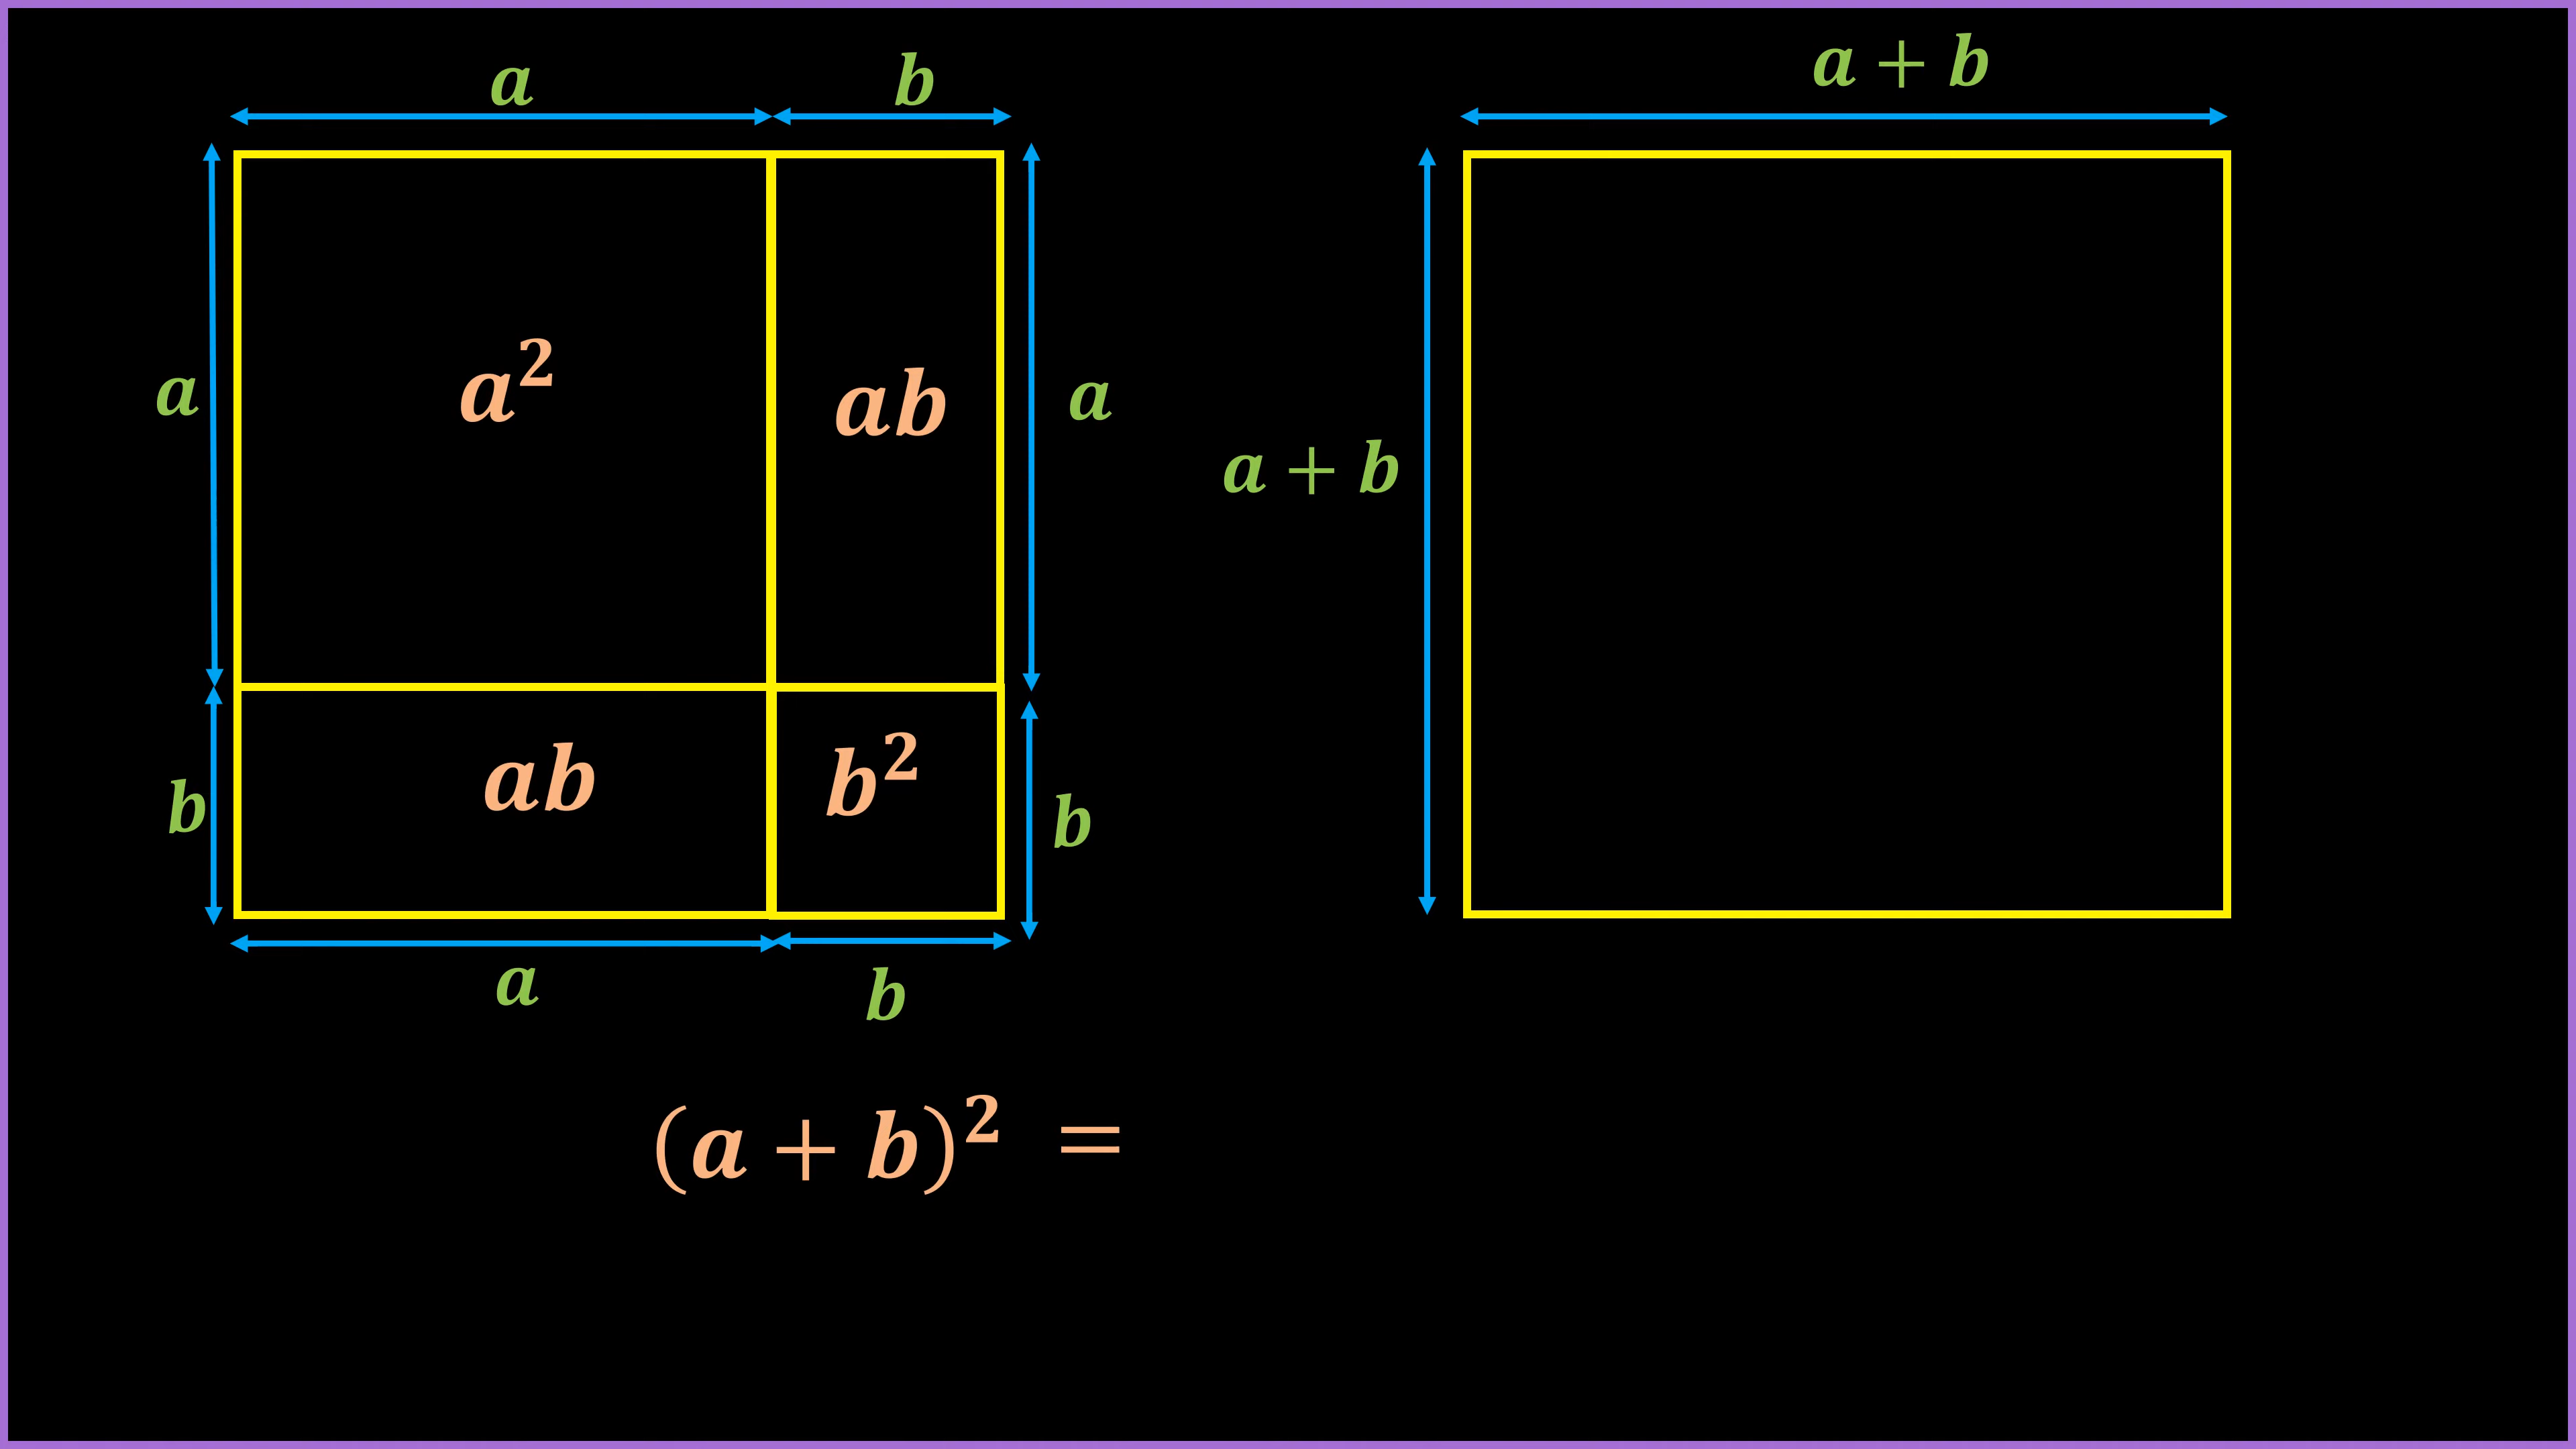 a b a + b
a a² ab a
a + b
b ab b² b
a b
(a + b)² =